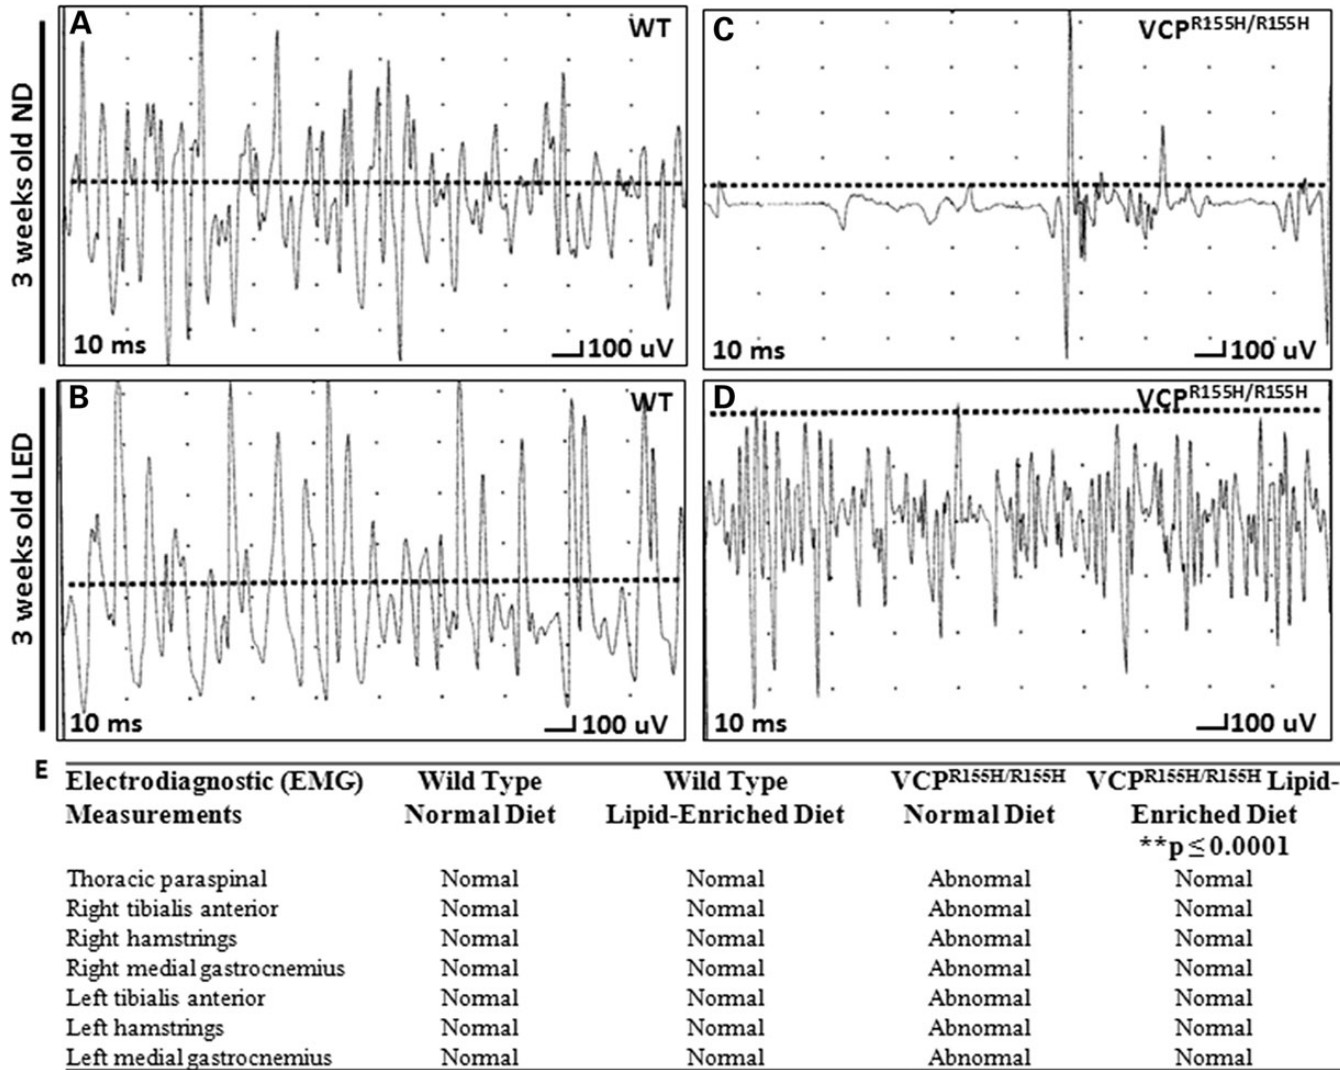 3 weeks old ND
A
WT
10 ms
100 uV
C
VCPR155H/R155H
10 ms
100 uV
3 weeks old LED
B
WT
10 ms
100 uV
D
VCPR155H/R155H
10 ms
100 uV
E
Electrodiagnostic (EMG) Wild Type Wild Type VCPR155H/R155H VCPR155H/R155H Lipid-
Measurements Normal Diet Lipid-Enriched Diet Normal Diet Enriched Diet
**p ≤ 0.0001
Thoracic paraspinal Normal Normal Abnormal Normal
Right tibialis anterior Normal Normal Abnormal Normal
Right hamstrings Normal Normal Abnormal Normal
Right medial gastrocnemius Normal Normal Abnormal Normal
Left tibialis anterior Normal Normal Abnormal Normal
Left hamstrings Normal Normal Abnormal Normal
Left medial gastrocnemius Normal Normal Abnormal Normal